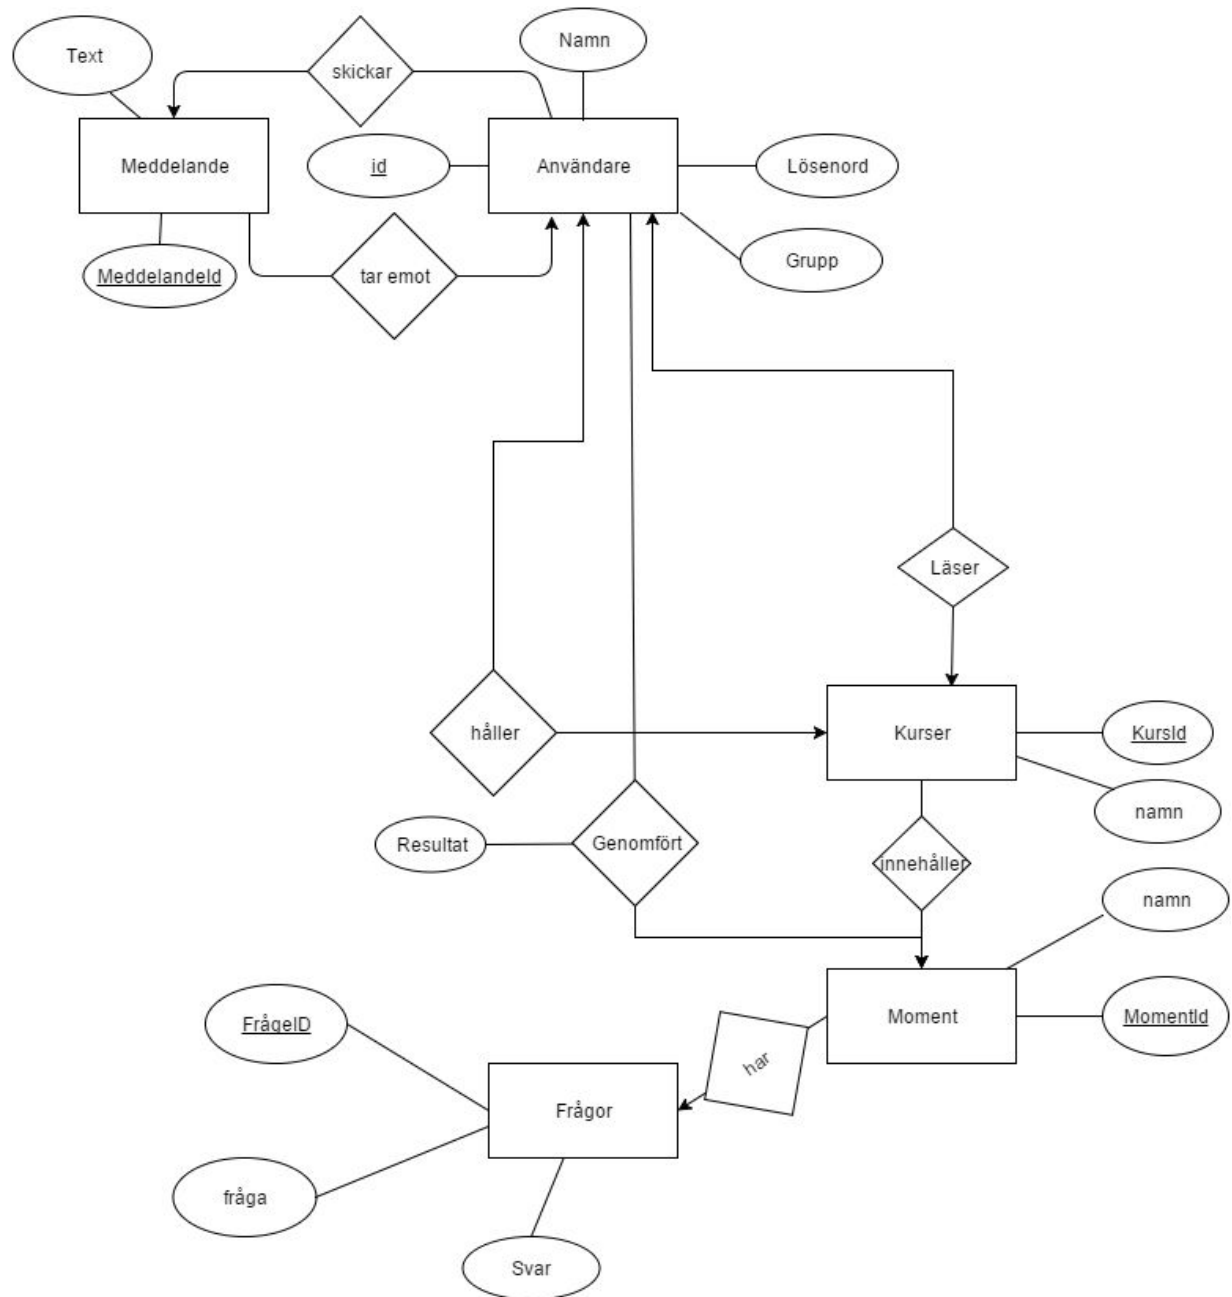 Namn
Text
skickar
Meddelande
id
Användare
Lösenord
Grupp
MeddelandeId
tar emot
Läser
håller
Kurser
KursId
namn
Resultat
Genomfört
innehåller
namn
FrågeID
Moment
MomentId
har
Frågor
fråga
Svar